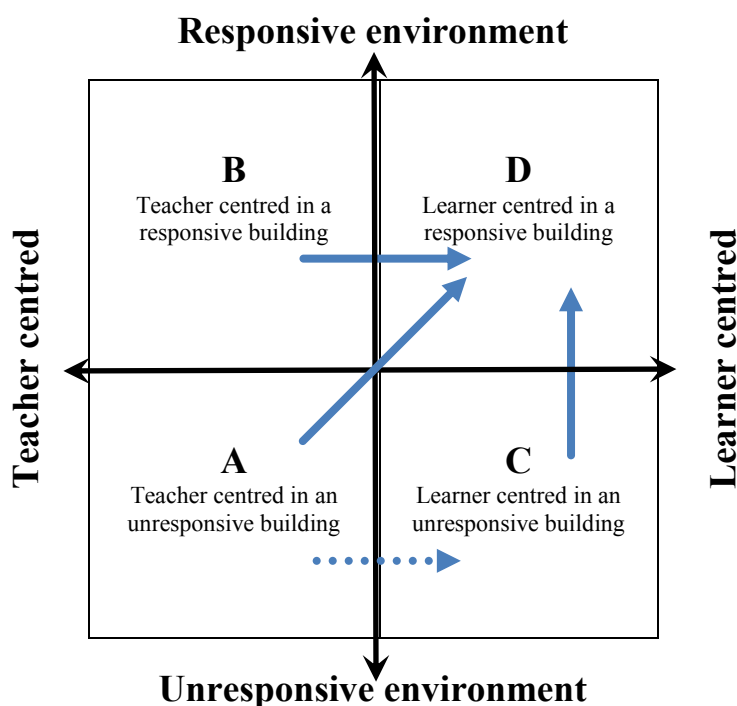 Responsive environment
B
Teacher centred in a
responsive building
D
Learner centred in a
responsive building
Teacher centred
Learner centred
A
Teacher centred in an
unresponsive building
C
Learner centred in an
unresponsive building
Unresponsive environment